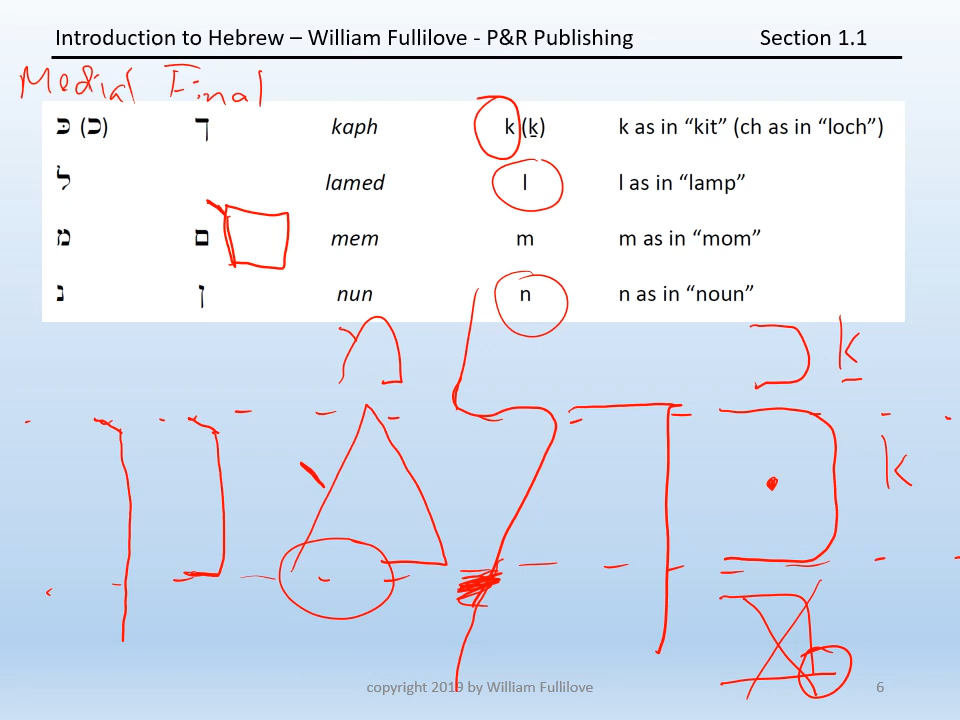 Introduction to Hebrew – William Fullilove - P&R Publishing Section 1.1
Medial Final
כּ (כ) ך kaph k (ḵ) k as in “kit” (ch as in “loch”)
ל lamed l l as in “lamp”
מ ם mem m m as in “mom”
נ ן nun n n as in “noun”
מ כ k
ן נ מ ל ך כּ k
copyright 2019 by William Fullilove 6